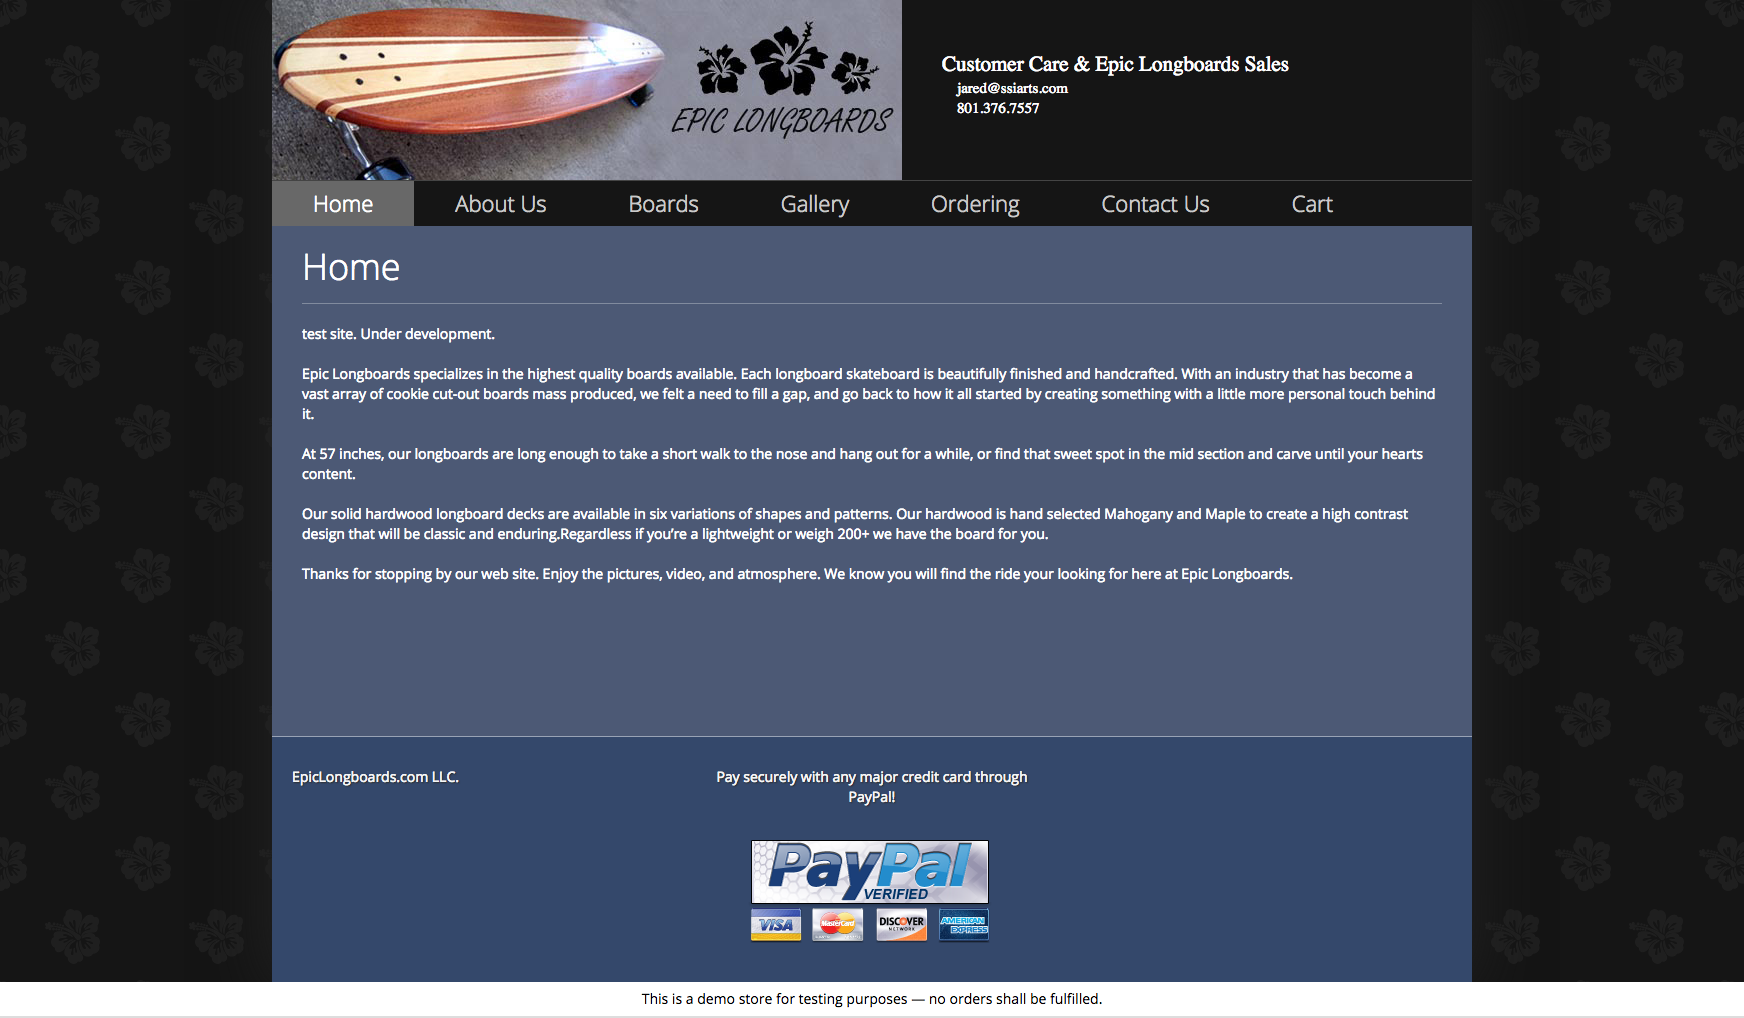 EPIC LONGBOARDS
Customer Care & Epic Longboards Sales
jared@ssiarts.com
801.376.7557
Home About Us Boards Gallery Ordering Contact Us Cart
Home
test site. Under development.
Epic Longboards specializes in the highest quality boards available. Each longboard skateboard is beautifully finished and handcrafted. With an industry that has become a
vast array of cookie cut-out boards mass produced, we felt a need to fill a gap, and go back to how it all started by creating something with a little more personal touch behind
it.
At 57 inches, our longboards are long enough to take a short walk to the nose and hang out for a while, or find that sweet spot in the mid section and carve until your hearts
content.
Our solid hardwood longboard decks are available in six variations of shapes and patterns. Our hardwood is hand selected Mahogany and Maple to create a high contrast
design that will be classic and enduring.Regardless if you’re a lightweight or weigh 200+ we have the board for you.
Thanks for stopping by our web site. Enjoy the pictures, video, and atmosphere. We know you will find the ride your looking for here at Epic Longboards.
EpicLongboards.com LLC.
Pay securely with any major credit card through
PayPal!
PayPal
VERIFIED
VISA MasterCard DISCOVER NETWORK AMERICAN EXPRESS
This is a demo store for testing purposes — no orders shall be fulfilled.